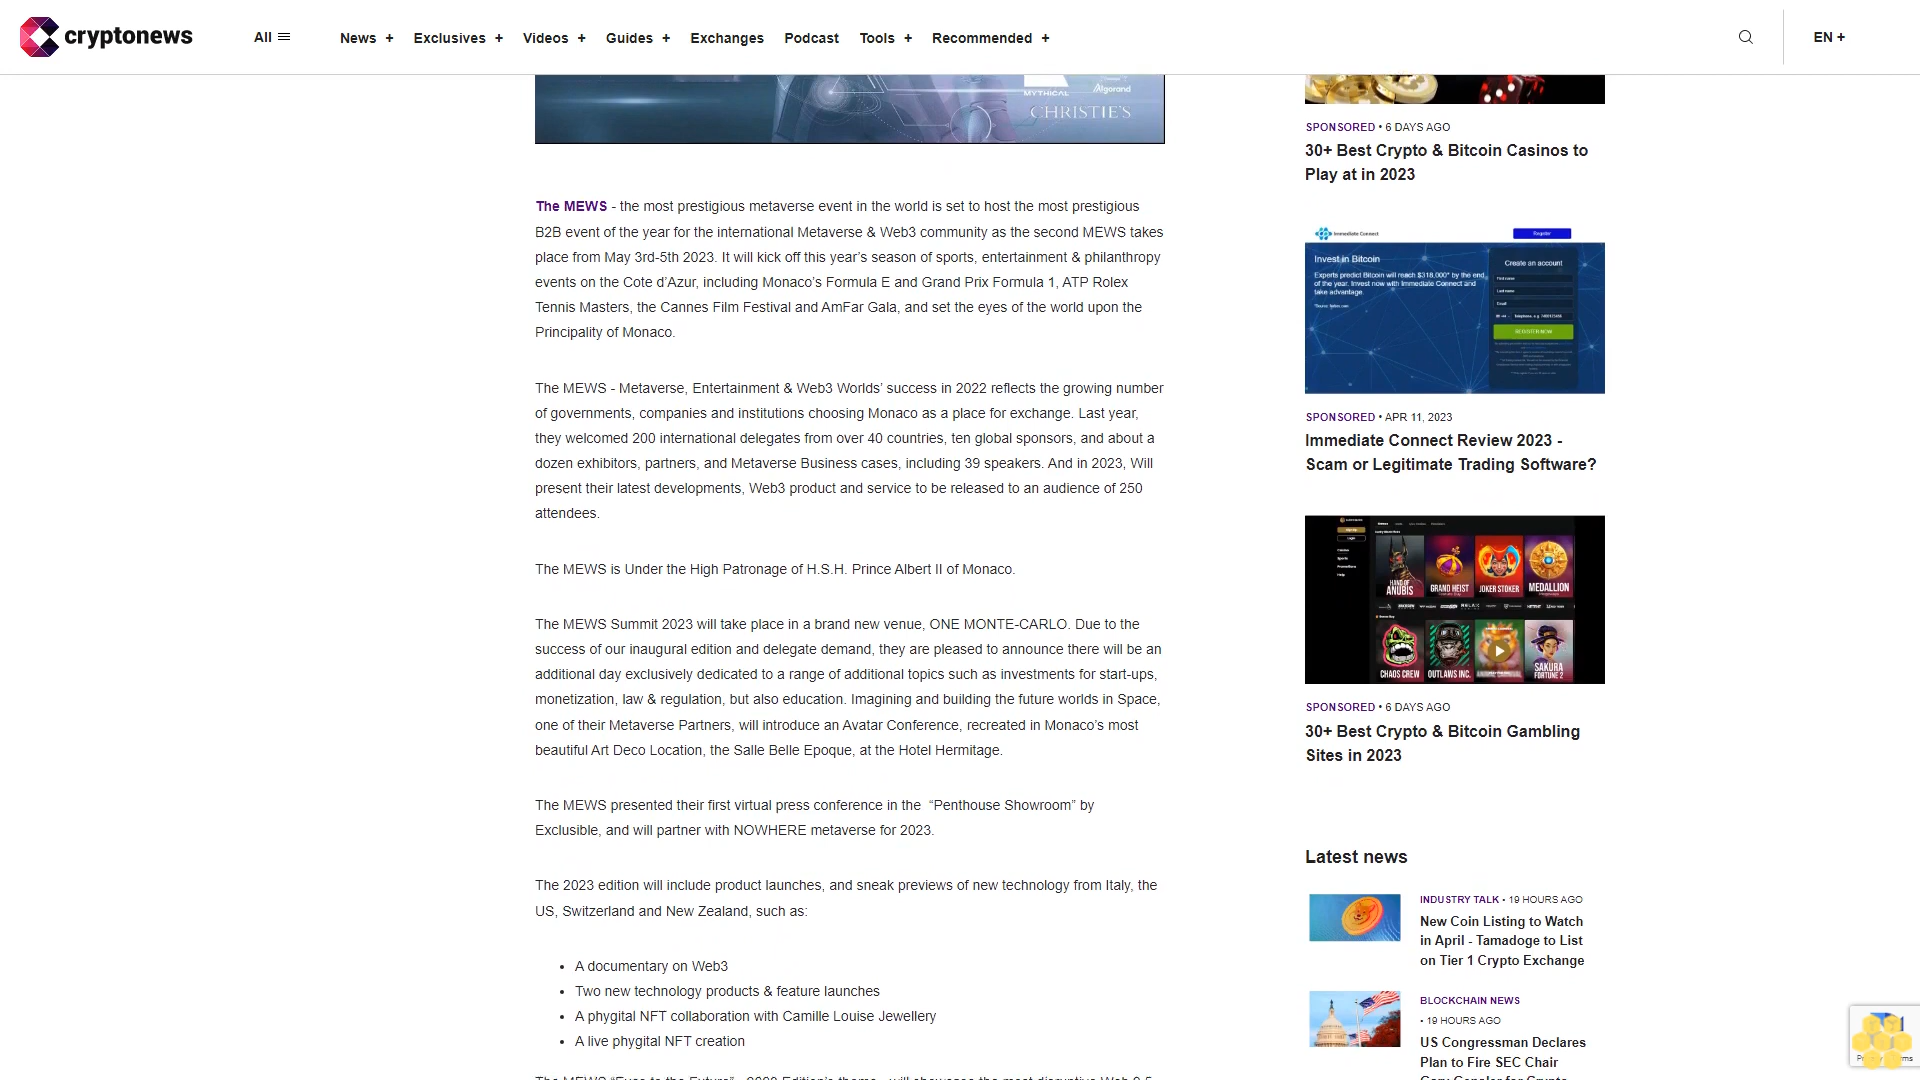 cryptonews
All
News +
Exclusives +
Videos +
Guides +
Exchanges
Podcast
Tools +
Recommended +
EN +
MYTHICAL
Algorand
CHRISTIE'S
The MEWS - the most prestigious metaverse event in the world is set to host the most prestigious
B2B event of the year for the international Metaverse & Web3 community as the second MEWS takes
place from May 3rd-5th 2023. It will kick off this year’s season of sports, entertainment & philanthropy
events on the Cote d’Azur, including Monaco’s Formula E and Grand Prix Formula 1, ATP Rolex
Tennis Masters, the Cannes Film Festival and AmFar Gala, and set the eyes of the world upon the
Principality of Monaco.
The MEWS - Metaverse, Entertainment & Web3 Worlds’ success in 2022 reflects the growing number
of governments, companies and institutions choosing Monaco as a place for exchange. Last year,
they welcomed 200 international delegates from over 40 countries, ten global sponsors, and about a
dozen exhibitors, partners, and Metaverse Business cases, including 39 speakers. And in 2023, Will
present their latest developments, Web3 product and service to be released to an audience of 250
attendees.
The MEWS is Under the High Patronage of H.S.H. Prince Albert II of Monaco.
The MEWS Summit 2023 will take place in a brand new venue, ONE MONTE-CARLO. Due to the
success of our inaugural edition and delegate demand, they are pleased to announce there will be an
additional day exclusively dedicated to a range of additional topics such as investments for start-ups,
monetization, law & regulation, but also education. Imagining and building the future worlds in Space,
one of their Metaverse Partners, will introduce an Avatar Conference, recreated in Monaco’s most
beautiful Art Deco Location, the Salle Belle Epoque, at the Hotel Hermitage.
The MEWS presented their first virtual press conference in the “Penthouse Showroom” by
Exclusible, and will partner with NOWHERE metaverse for 2023.
The 2023 edition will include product launches, and sneak previews of new technology from Italy, the
US, Switzerland and New Zealand, such as:
• A documentary on Web3
• Two new technology products & feature launches
• A phygital NFT collaboration with Camille Louise Jewellery
• A live phygital NFT creation
SPONSORED • 6 DAYS AGO
30+ Best Crypto & Bitcoin Casinos to
Play at in 2023
Immediate Connect
Register
Invest in Bitcoin
Experts predict Bitcoin will reach $318,000* by the end
of the year. Invest now with Immediate Connect and
take advantage.
Create an account
First name
Last name
Email
REGISTER NOW
SPONSORED • APR 11, 2023
Immediate Connect Review 2023 -
Scam or Legitimate Trading Software?
HAND OF
ANUBIS
GRAND HEIST
JOKER STOKER
MEDALLION
CHAOS CREW
OUTLAWS INC.
SAKURA
FORTUNE 2
SPONSORED • 6 DAYS AGO
30+ Best Crypto & Bitcoin Gambling
Sites in 2023
Latest news
INDUSTRY TALK • 19 HOURS AGO
New Coin Listing to Watch
in April - Tamadoge to List
on Tier 1 Crypto Exchange
BLOCKCHAIN NEWS
• 19 HOURS AGO
US Congressman Declares
Plan to Fire SEC Chair